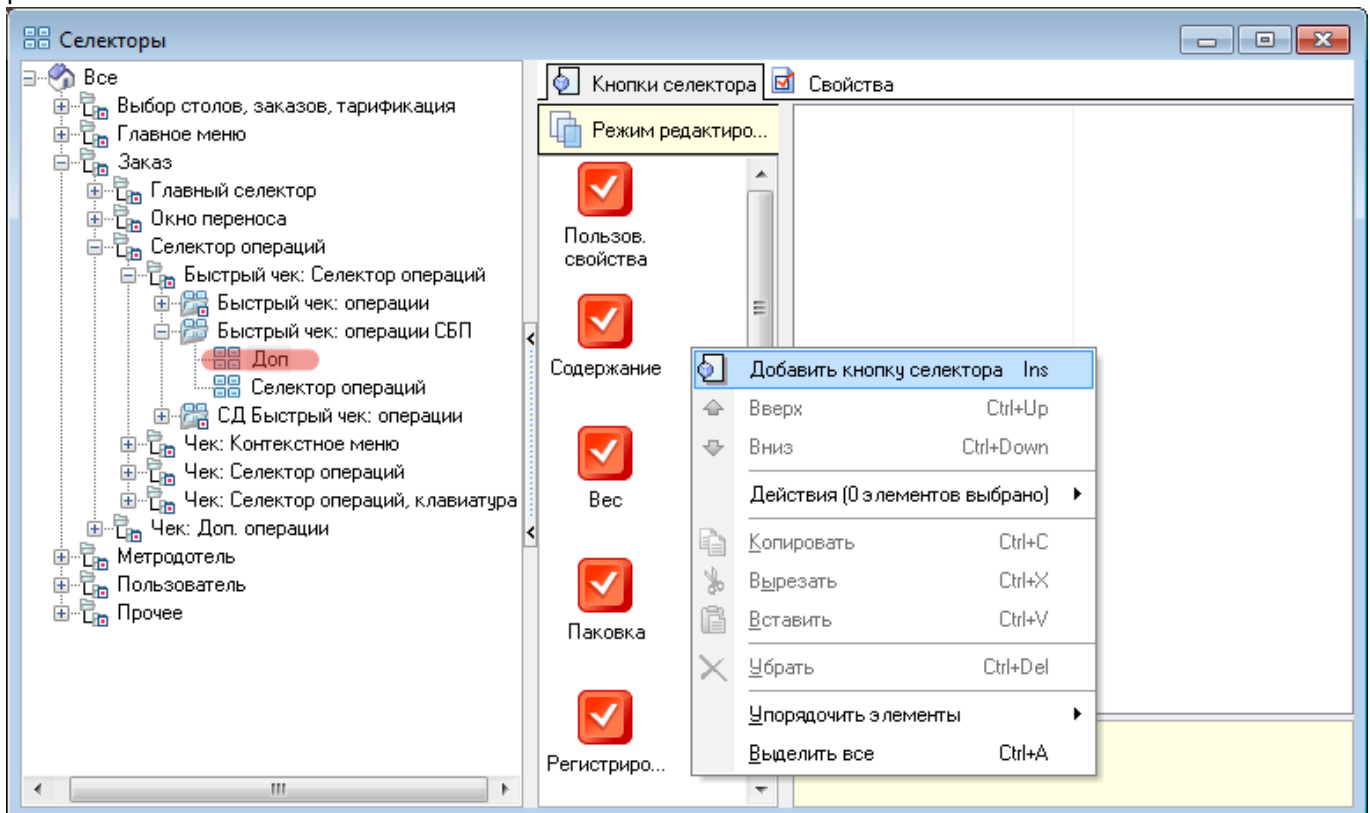 Селекторы
Все
Выбор столов, заказов, тарификация
Главное меню
Заказ
Главный селектор
Окно переноса
Селектор операций
Быстрый чек: Селектор операций
Быстрый чек: операции
Быстрый чек: операции СБП
Доп
Селектор операций
СД Быстрый чек: операции
Чек: Контекстное меню
Чек: Селектор операций
Чек: Селектор операций, клавиатура
Чек: Доп. операции
Метродотель
Пользователь
Прочее
Кнопки селектора
Свойства
Режим редактиро...
Пользов.
свойства
Содержание
Вес
Паковка
Регистриро...
Добавить кнопку селектора Ins
Вверх Ctrl+Up
Вниз Ctrl+Down
Действия (0 элементов выбрано)
Копировать Ctrl+C
Вырезать Ctrl+X
Вставить Ctrl+V
Убрать Ctrl+Del
Упорядочить элементы
Выделить все Ctrl+A